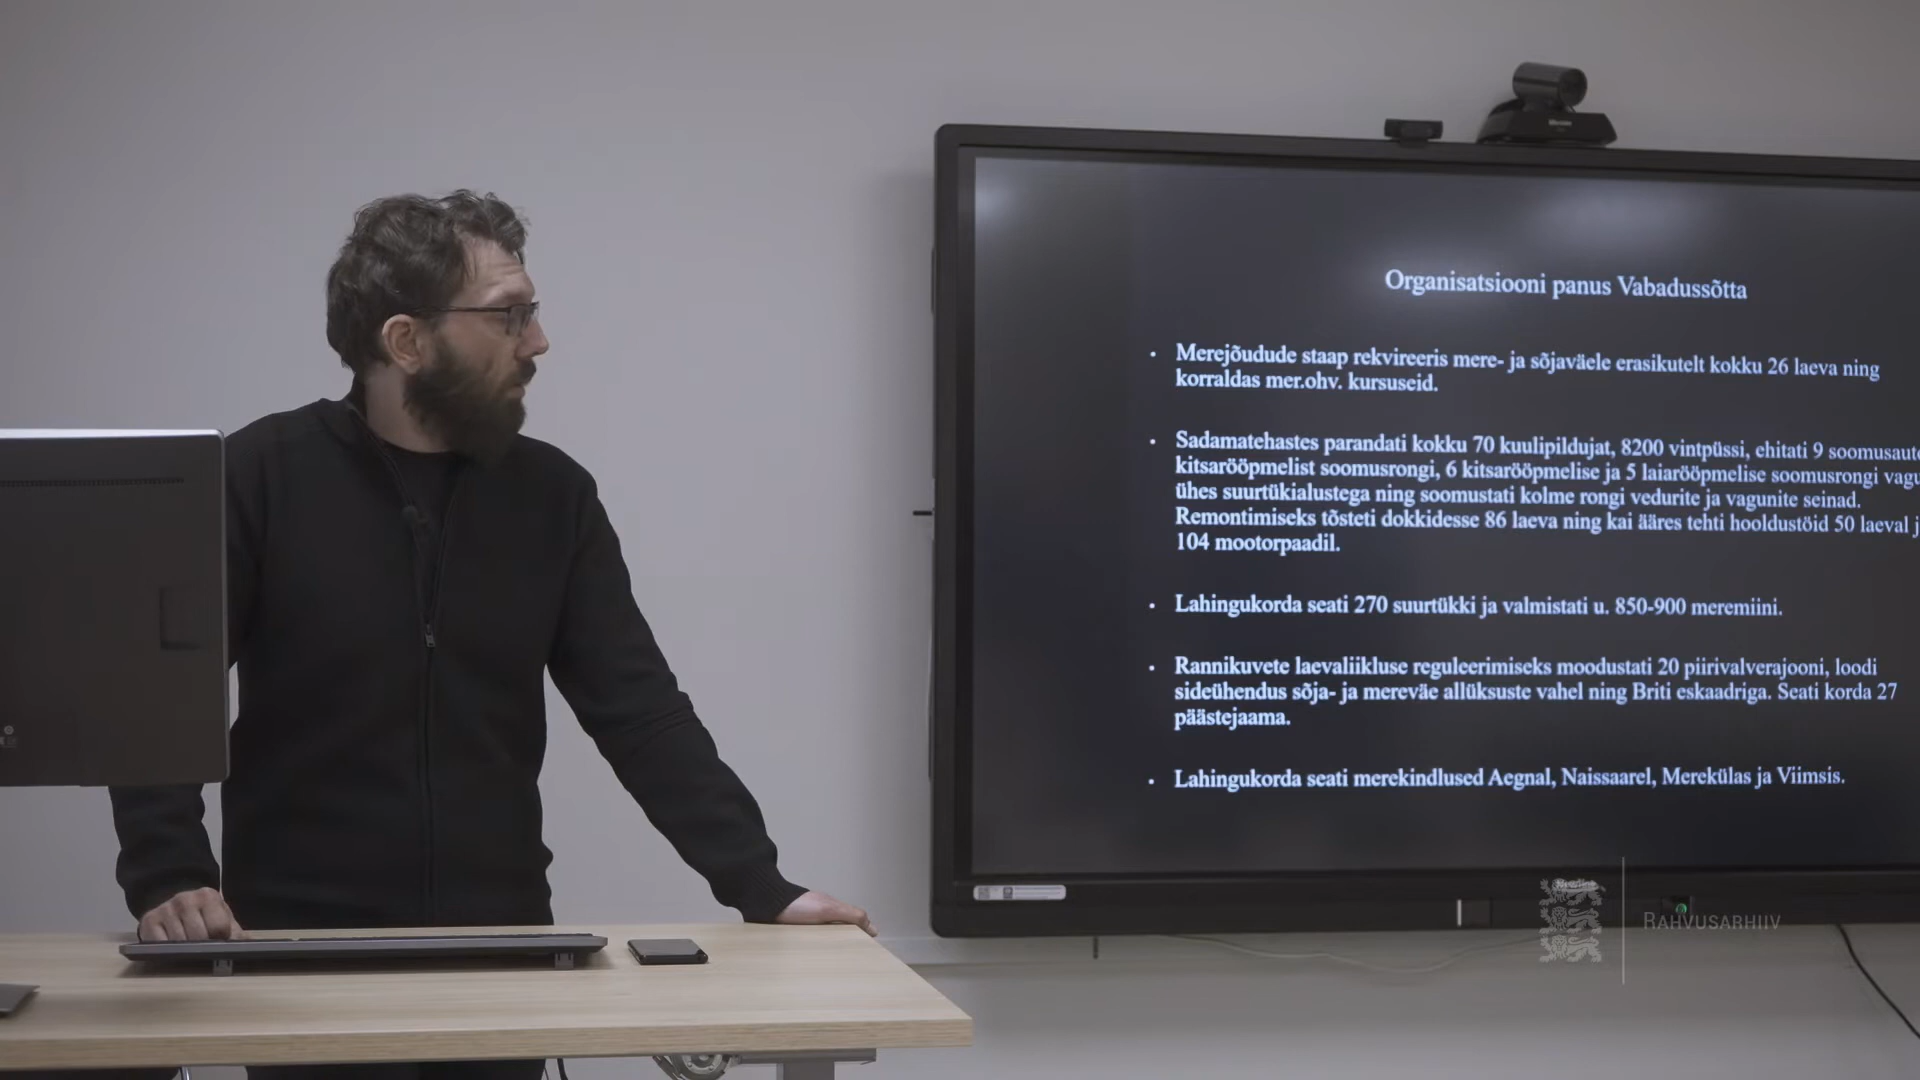 Organisatsiooni panus Vabadussõtta
• Merejõudude staap rekvireeris mere- ja sõjaväele erasikutelt kokku 26 laeva ning
korraldas mer.ohv. kursuseid.
• Sadamatehastes parandati kokku 70 kuulipildujat, 8200 vintpüssi, ehitati 9
kitsarööpmelist soomusrongi, 6 kitsarööpmelise ja 5 laiarööpmelise soomusrongi
ühes suurtükialustega ning soomustati kolme rongi vedurite ja vagunite seinad.
Remontimiseks tõsteti dokkidesse 86 laeva ning kai ääres tehti hooldustöid 50 laeval
104 mootorpaadil.
• Lahingukorda seati 270 suurtükki ja valmistati u. 850-900 meremiini.
• Rannikuvete laevaliikluse reguleerimiseks moodustati 20 piirivalverajooni, loodi
sideühendus sõja- ja mereväe allüksuste vahel ning Briti eskaadriga. Seati korda 27
päästejaama.
• Lahingukorda seati merekindlused Aegnal, Naissaarel, Merekülas ja Viimsis.
RAHVUSARHIIV